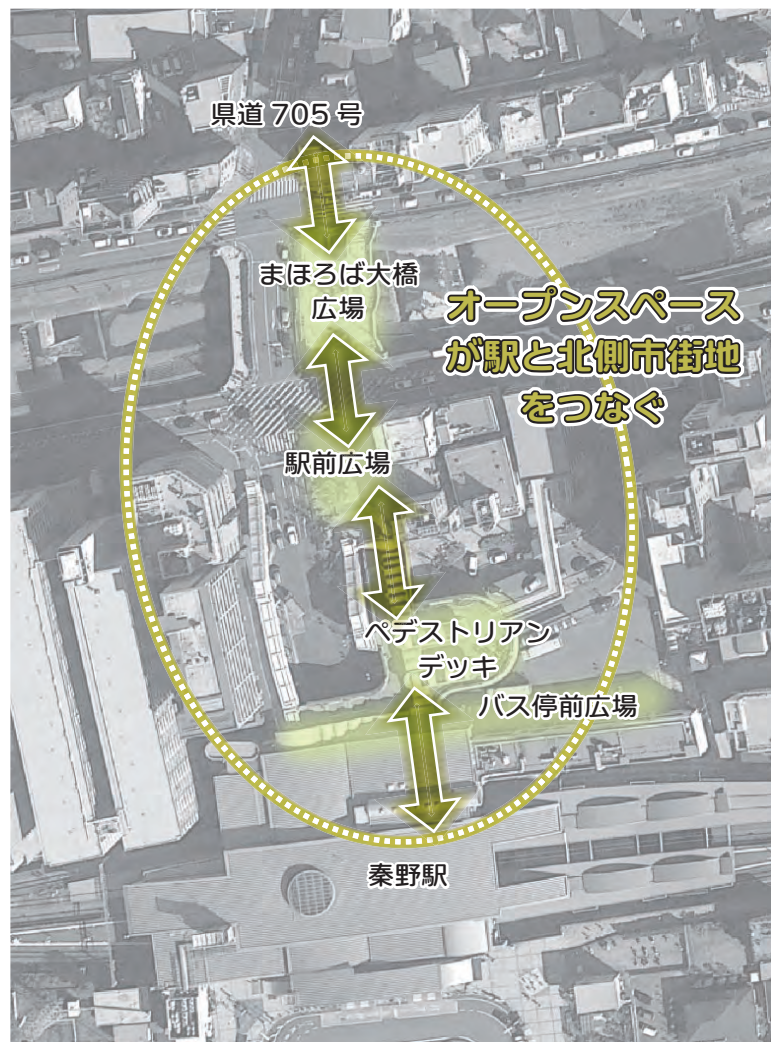 県道 705 号
まほろば大橋
広場
オープンスペース
が駅と北側市街地
をつなぐ
駅前広場
ペデストリアン
デッキ
バス停前広場
秦野駅